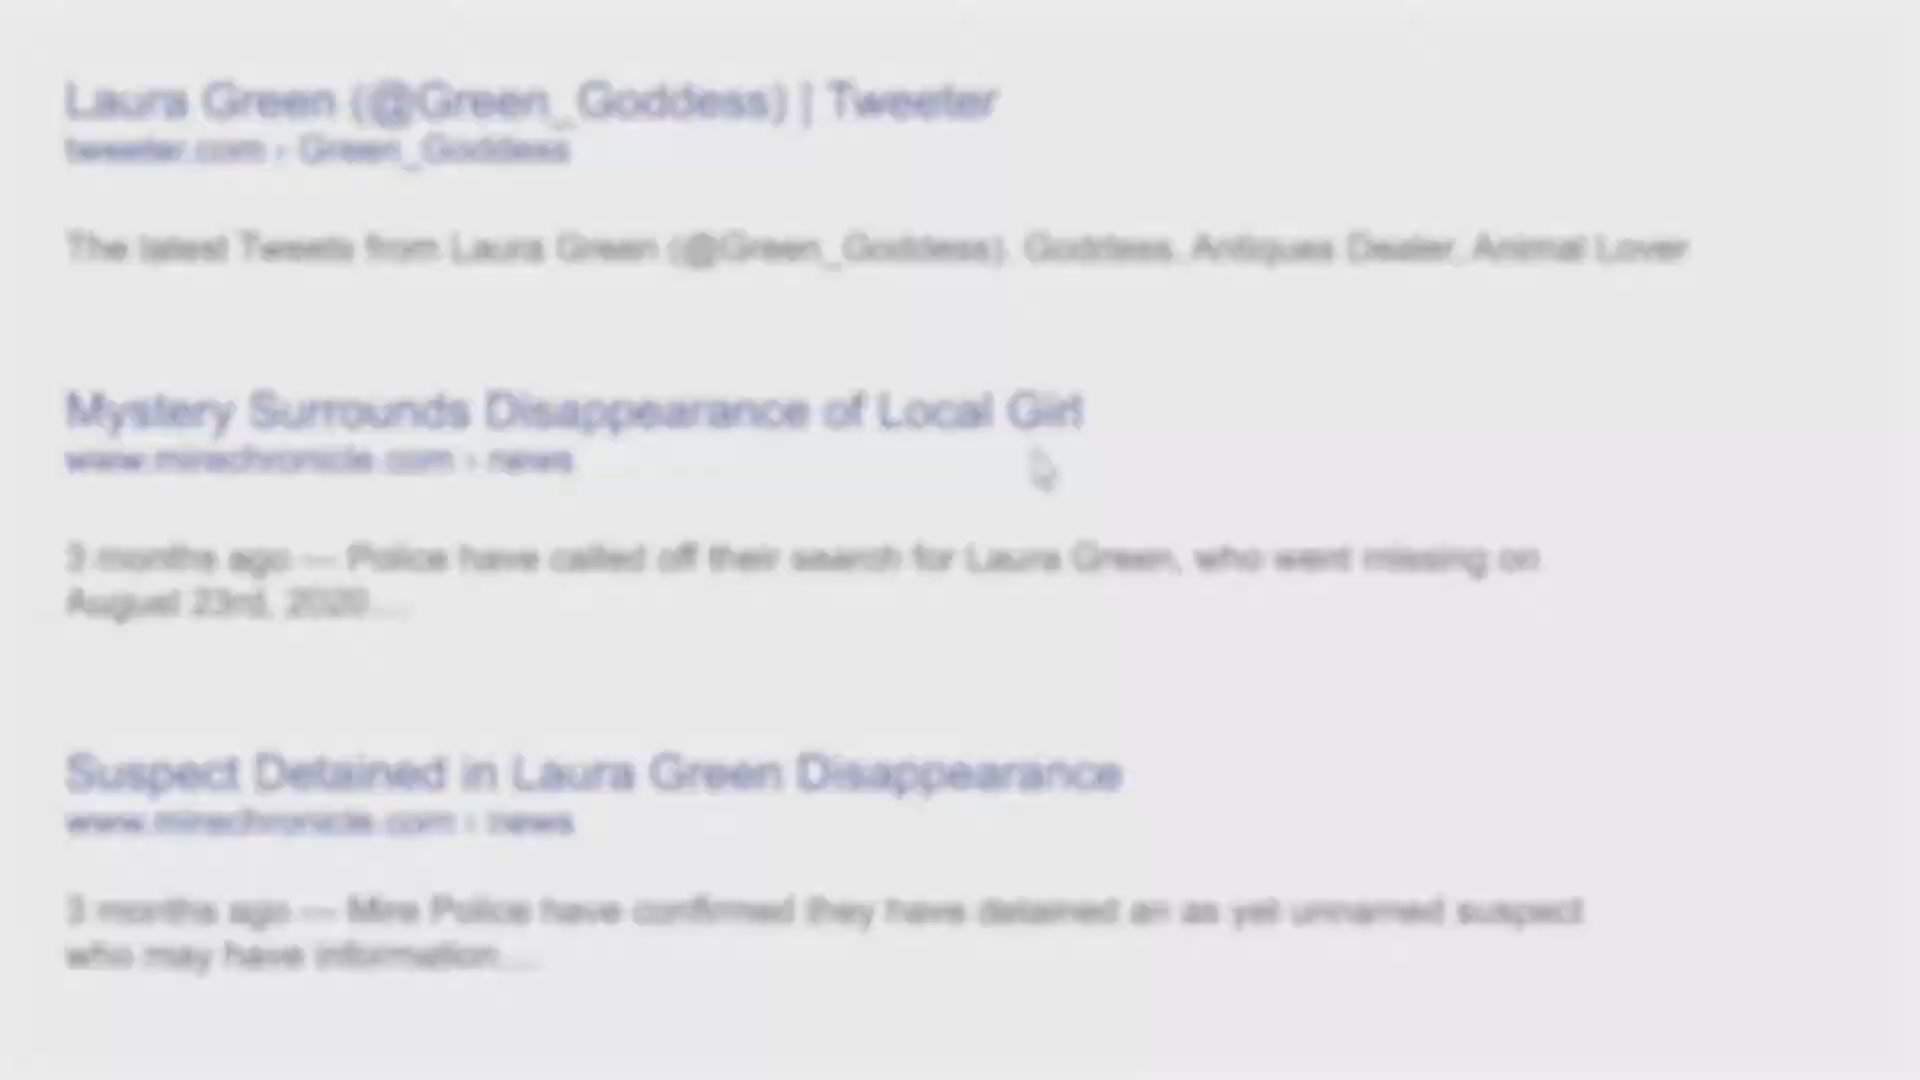 Laura Green (@Green_Goddess) | Tweeter
tweeter.com › Green_Goddess
The latest Tweets from Laura Green (@Green_Goddess). Goddess, Antiques Dealer, Animal Lover
Mystery Surrounds Disappearance of Local Girl
www.mirechronicle.com › news
3 months ago — Police have called off their search for Laura Green, who went missing on
August 23rd, 2020....
Suspect Detained in Laura Green Disappearance
www.mirechronicle.com › news
3 months ago — Mire Police have confirmed they have detained an as yet unnamed suspect
who may have information....